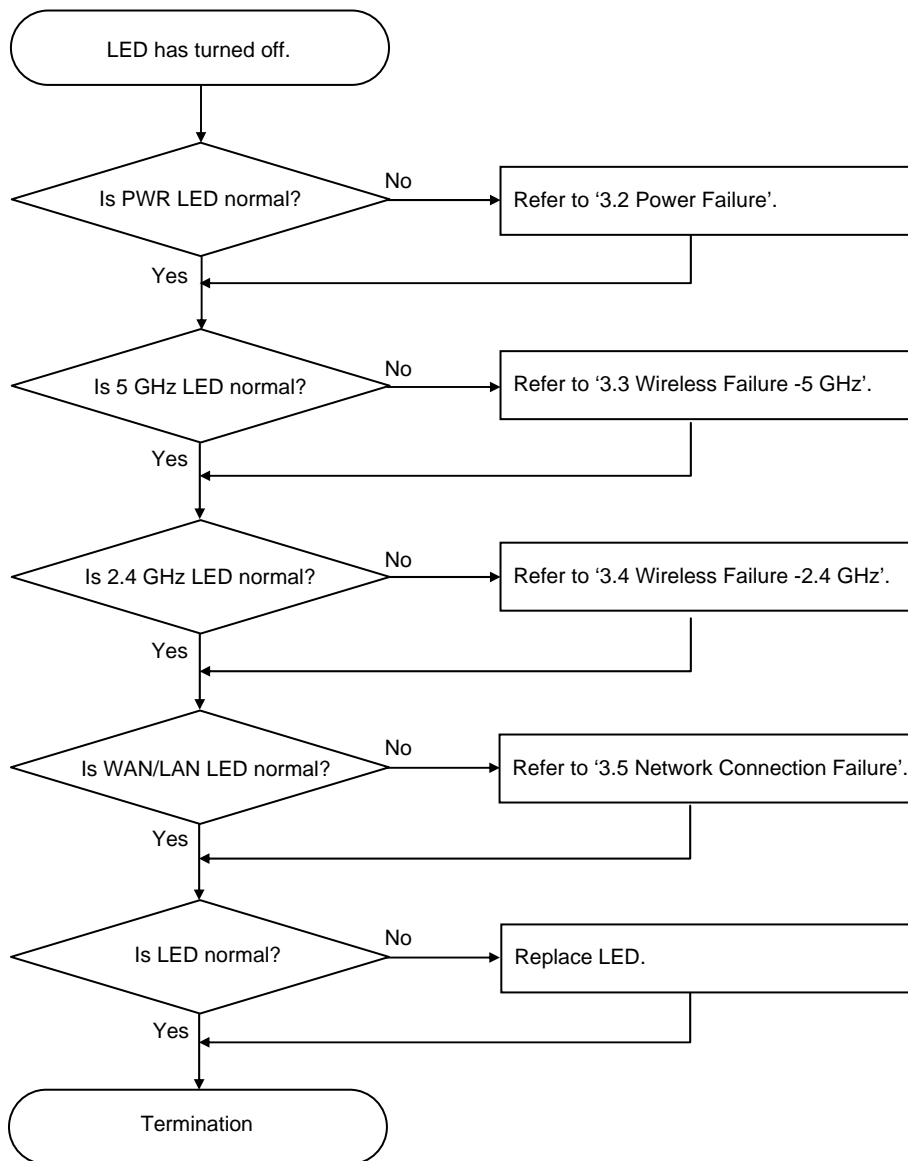 LED has turned off.
Is PWR LED normal?
No
Refer to ‘3.2 Power Failure’.
Yes
Is 5 GHz LED normal?
No
Refer to ‘3.3 Wireless Failure -5 GHz’.
Yes
Is 2.4 GHz LED normal?
No
Refer to ‘3.4 Wireless Failure -2.4 GHz’.
Yes
Is WAN/LAN LED normal?
No
Refer to ‘3.5 Network Connection Failure’.
Yes
Is LED normal?
No
Replace LED.
Yes
Termination